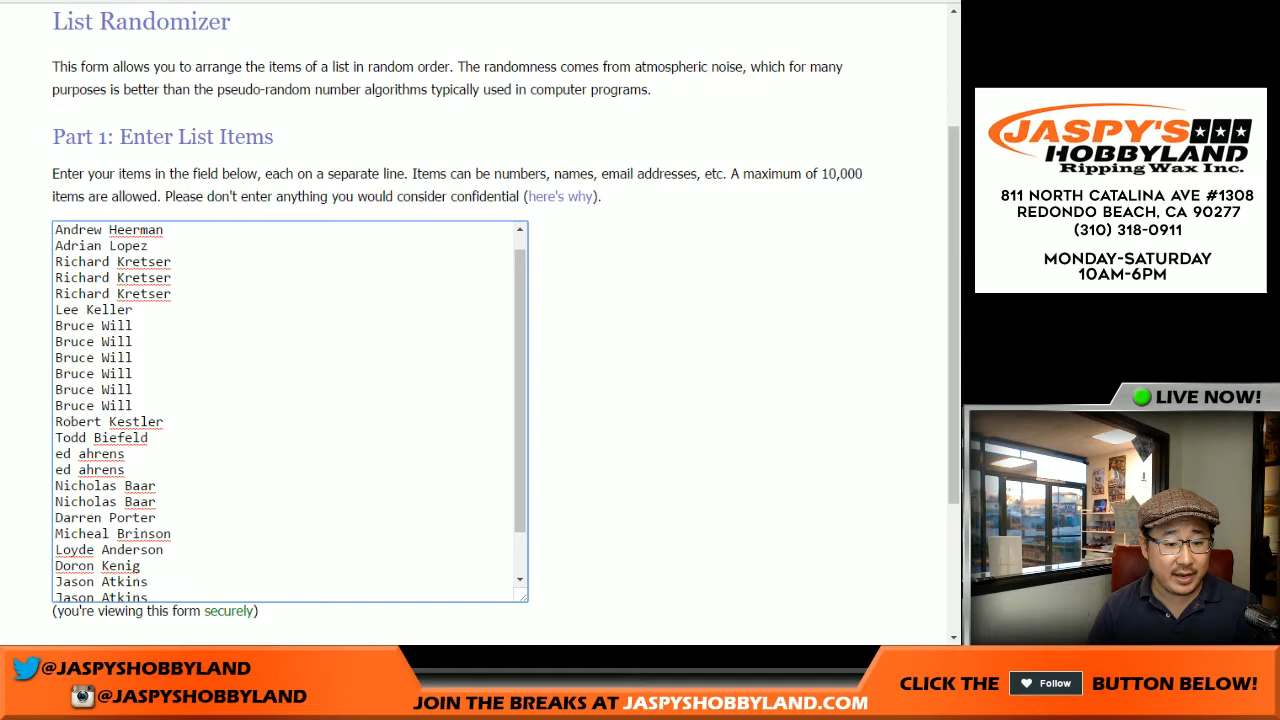 List Randomizer
This form allows you to arrange the items of a list in random order. The randomness comes from atmospheric noise, which for many
purposes is better than the pseudo-random number algorithms typically used in computer programs.
Part 1: Enter List Items
Enter your items in the field below, each on a separate line. Items can be numbers, names, email addresses, etc. A maximum of 10,000
items are allowed. Please don't enter anything you would consider confidential (here's why).
Andrew Heerman
Adrian Lopez
Richard Kretser
Richard Kretser
Richard Kretser
Lee Keller
Bruce Will
Bruce Will
Bruce Will
Bruce Will
Bruce Will
Bruce Will
Robert Kestler
Todd Biefeld
ed ahrens
ed ahrens
Nicholas Baar
Nicholas Baar
Darren Porter
Micheal Brinson
Loyde Anderson
Doron Kenig
Jason Atkins
Jason Atkins
(you're viewing this form securely)
JASPY'S
HOBBYLAND
Ripping Wax Inc.
811 NORTH CATALINA AVE #1308
REDONDO BEACH, CA 90277
(310) 318-0911
MONDAY-SATURDAY
10AM-6PM
LIVE NOW!
@JASPYSHOBBYLAND
@JASPYSHOBBYLAND
JOIN THE BREAKS AT JASPYSHOBBYLAND.COM
CLICK THE Follow BUTTON BELOW!